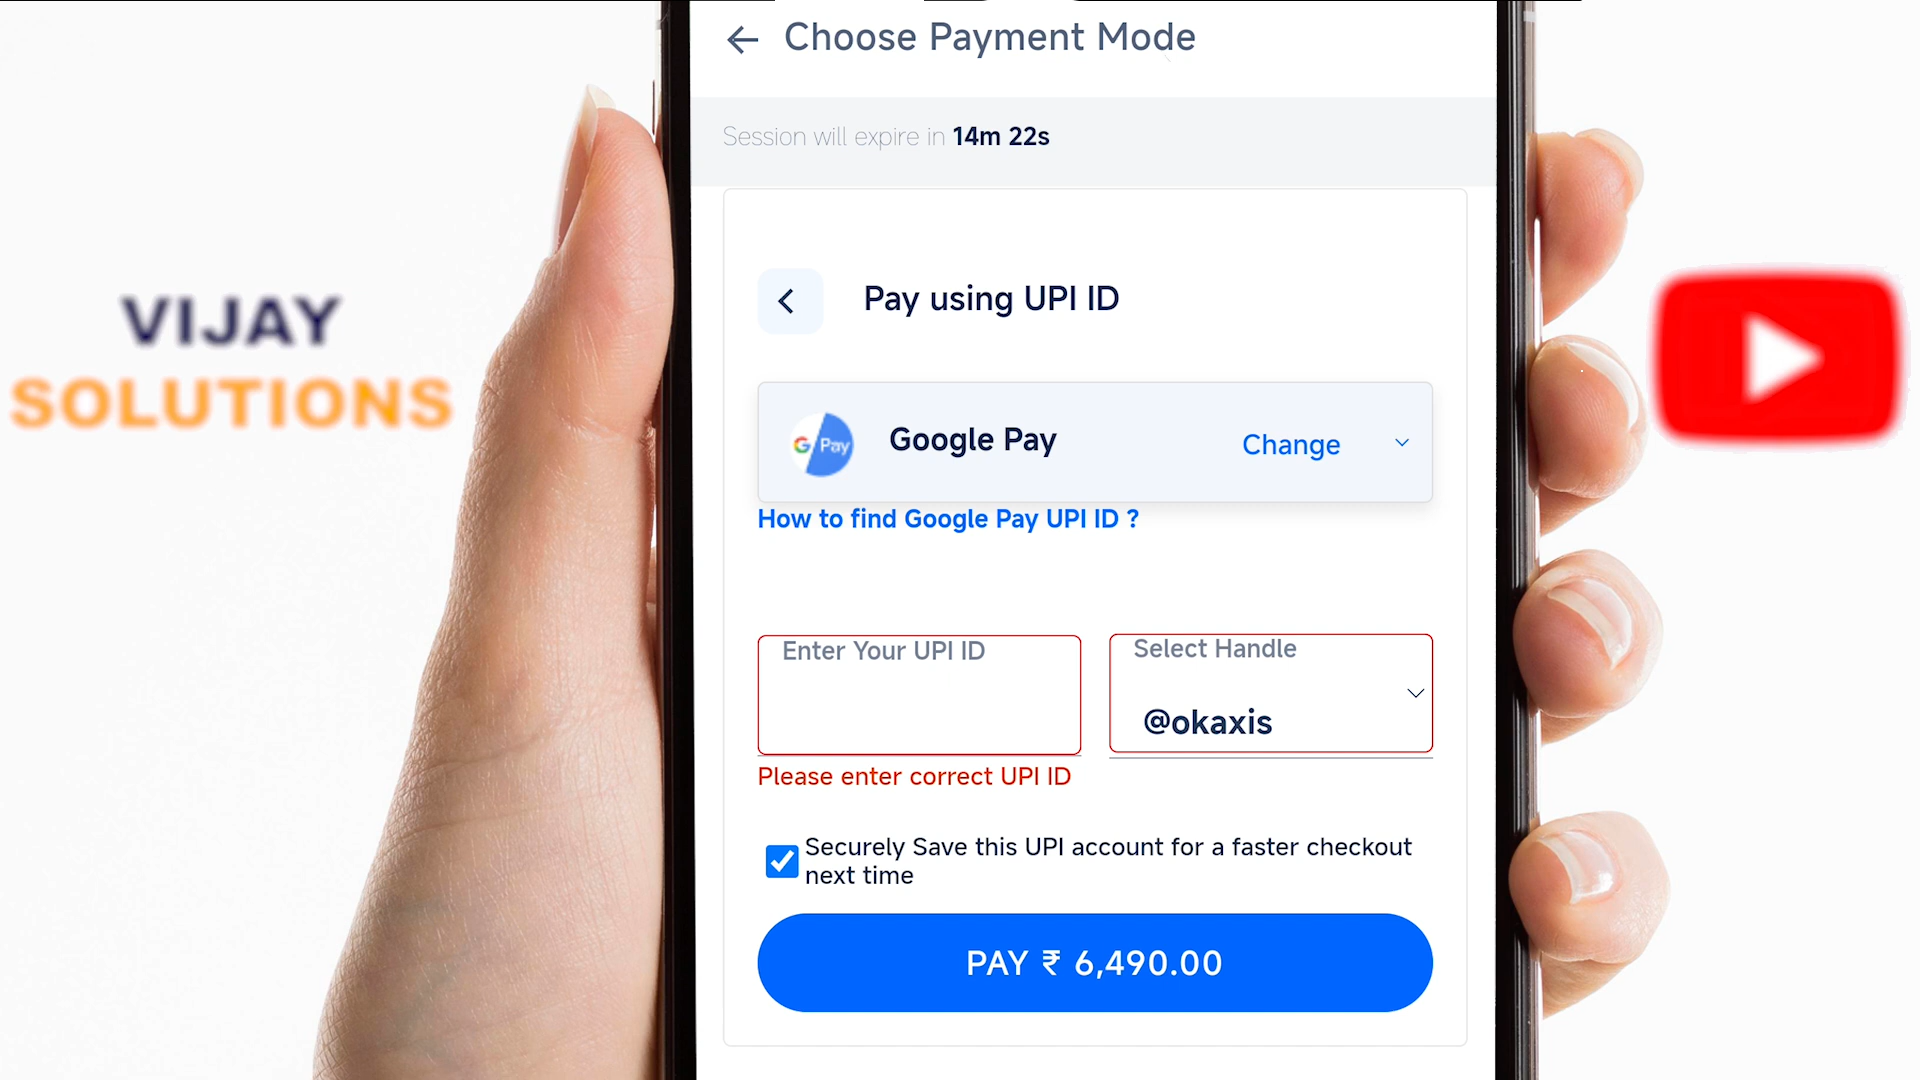 Choose Payment Mode
Session will expire in 14m 22s
Pay using UPI ID
G Pay
Google Pay
Change
How to find Google Pay UPI ID ?
Enter Your UPI ID
Select Handle
@okaxis
Please enter correct UPI ID
Securely Save this UPI account for a faster checkout
next time
PAY ₹ 6,490.00
VIJAY
SOLUTIONS